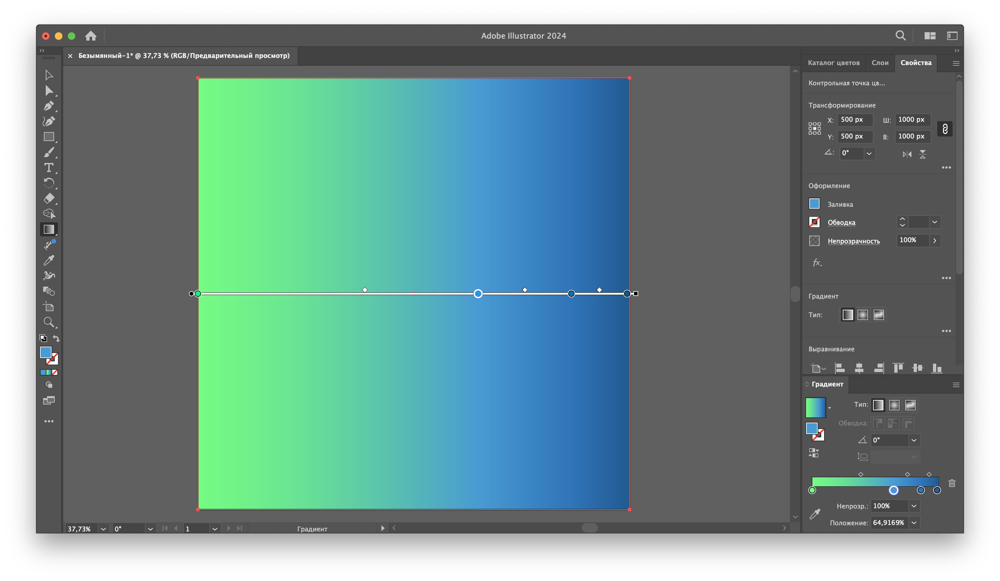 Adobe Illustrator 2024
Безымянный-1* @ 37,73 % (RGB/Предварительный просмотр)
Каталог цветов
Слои
Свойства
Контрольная точка цв...
Трансформирование
X: 500 px Ш: 1000 px
Y: 500 px В: 1000 px
0°
Оформление
Заливка
Обводка
Непрозрачность 100%
fx.
Градиент
Тип:
Выравнивание
Градиент
Тип:
Обводка:
0°
Непрозр.: 100%
Положение: 64,9169%
37,73% 0° 1 Градиент